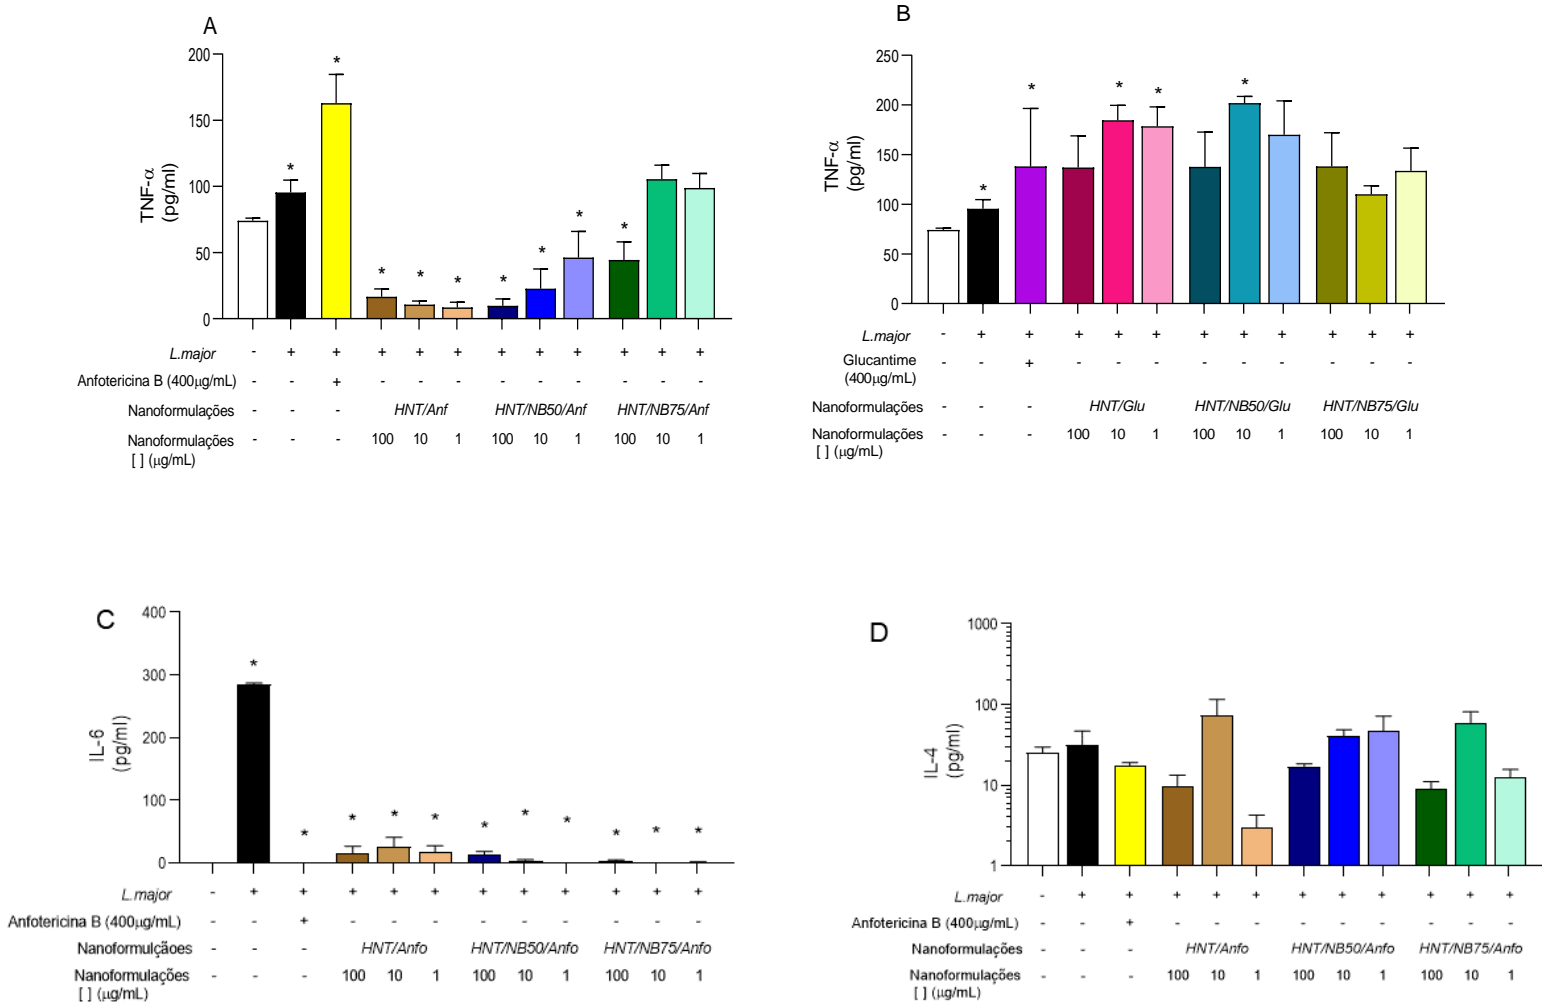 A
200
150
100
50
0
TNF-α
(pg/ml)
* * * * * * * * *
L.major - + + + + + + + + + + +
Anfotericina B (400µg/mL) - - + - - - - - - - - -
Nanoformulações - - - HNT/Anf HNT/NB50/Anf HNT/NB75/Anf
Nanoformulações - - - 100 10 1 100 10 1 100 10 1
[ ] (µg/mL)
B
250
200
150
100
50
0
TNF-α
(pg/ml)
* * * * *
L.major - + + + + + + + + + + +
Glucantime - - + - - - - - - - - -
(400µg/mL)
Nanoformulações - - - HNT/Glu HNT/NB50/Glu HNT/NB75/Glu
Nanoformulações - - - 100 10 1 100 10 1 100 10 1
[ ] (µg/mL)
C
400
300
200
100
0
IL-6
(pg/ml)
* * * * * * * * * * *
L.major - + + + + + + + + + + +
Anfotericina B (400µg/mL) - - + - - - - - - - - -
Nanoformulçãoes - - - HNT/Anfo HNT/NB50/Anfo HNT/NB75/Anfo
Nanoformulações - - - 100 10 1 100 10 1 100 10 1
[ ] (µg/mL)
D
1000
100
10
1
IL-4
(pg/ml)
L.major - + + + + + + + + + + +
Anfotericina B (400µg/mL) - - + - - - - - - - - -
Nanoformulações - - - HNT/Anfo HNT/NB50/Anfo HNT/NB75/Anfo
Nanoformulações - - - 100 10 1 100 10 1 100 10 1
[ ] (µg/mL)